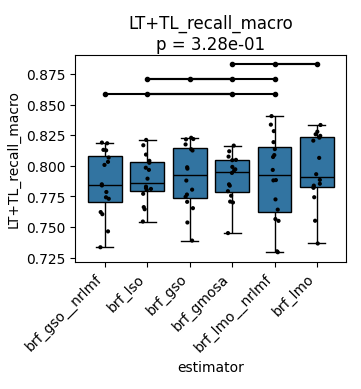 LT+TL_recall_macro
p = 3.28e-01
LT+TL_recall_macro
0.875
0.850
0.825
0.800
0.775
0.750
0.725
brf_gso__nrlmf
brf_lso
brf_gso
brf_gmosa
brf_lmo__nrlmf
brf_lmo
estimator